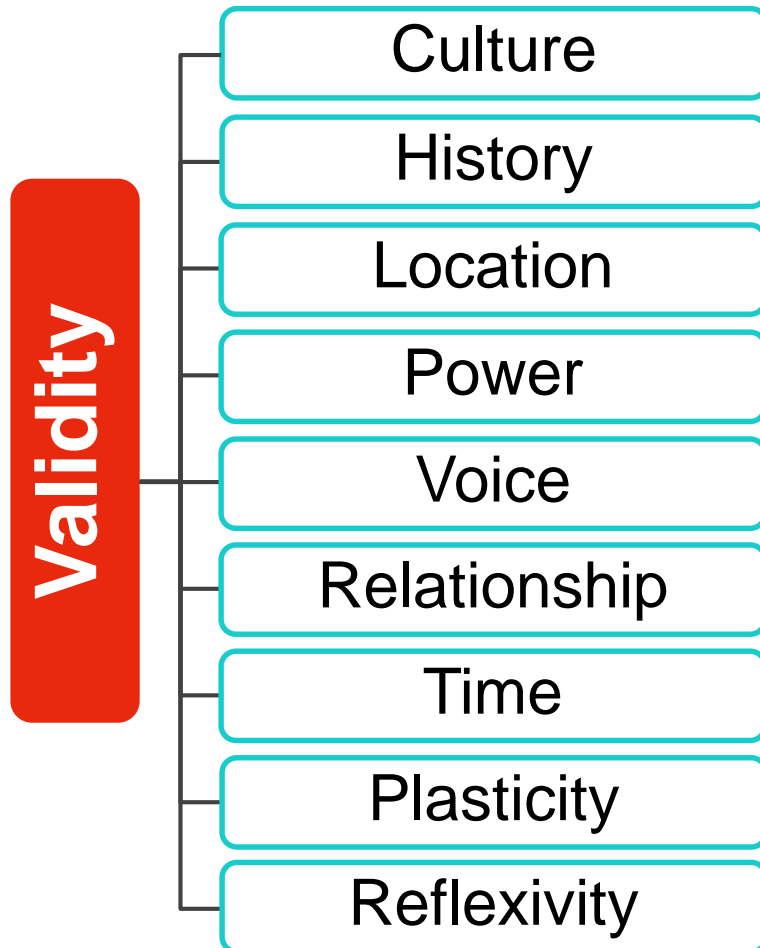 Validity
Culture
History
Location
Power
Voice
Relationship
Time
Plasticity
Reflexivity